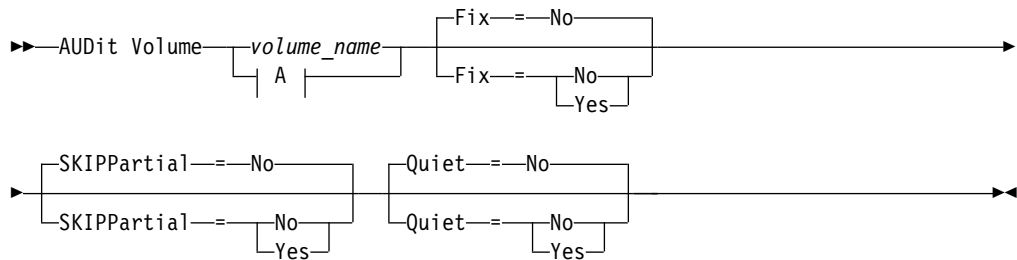 Fix = No
AUDit Volume volume_name
A Fix = No
Yes
SKIPPartial = No Quiet = No
SKIPPartial = No Quiet = No
Yes Yes